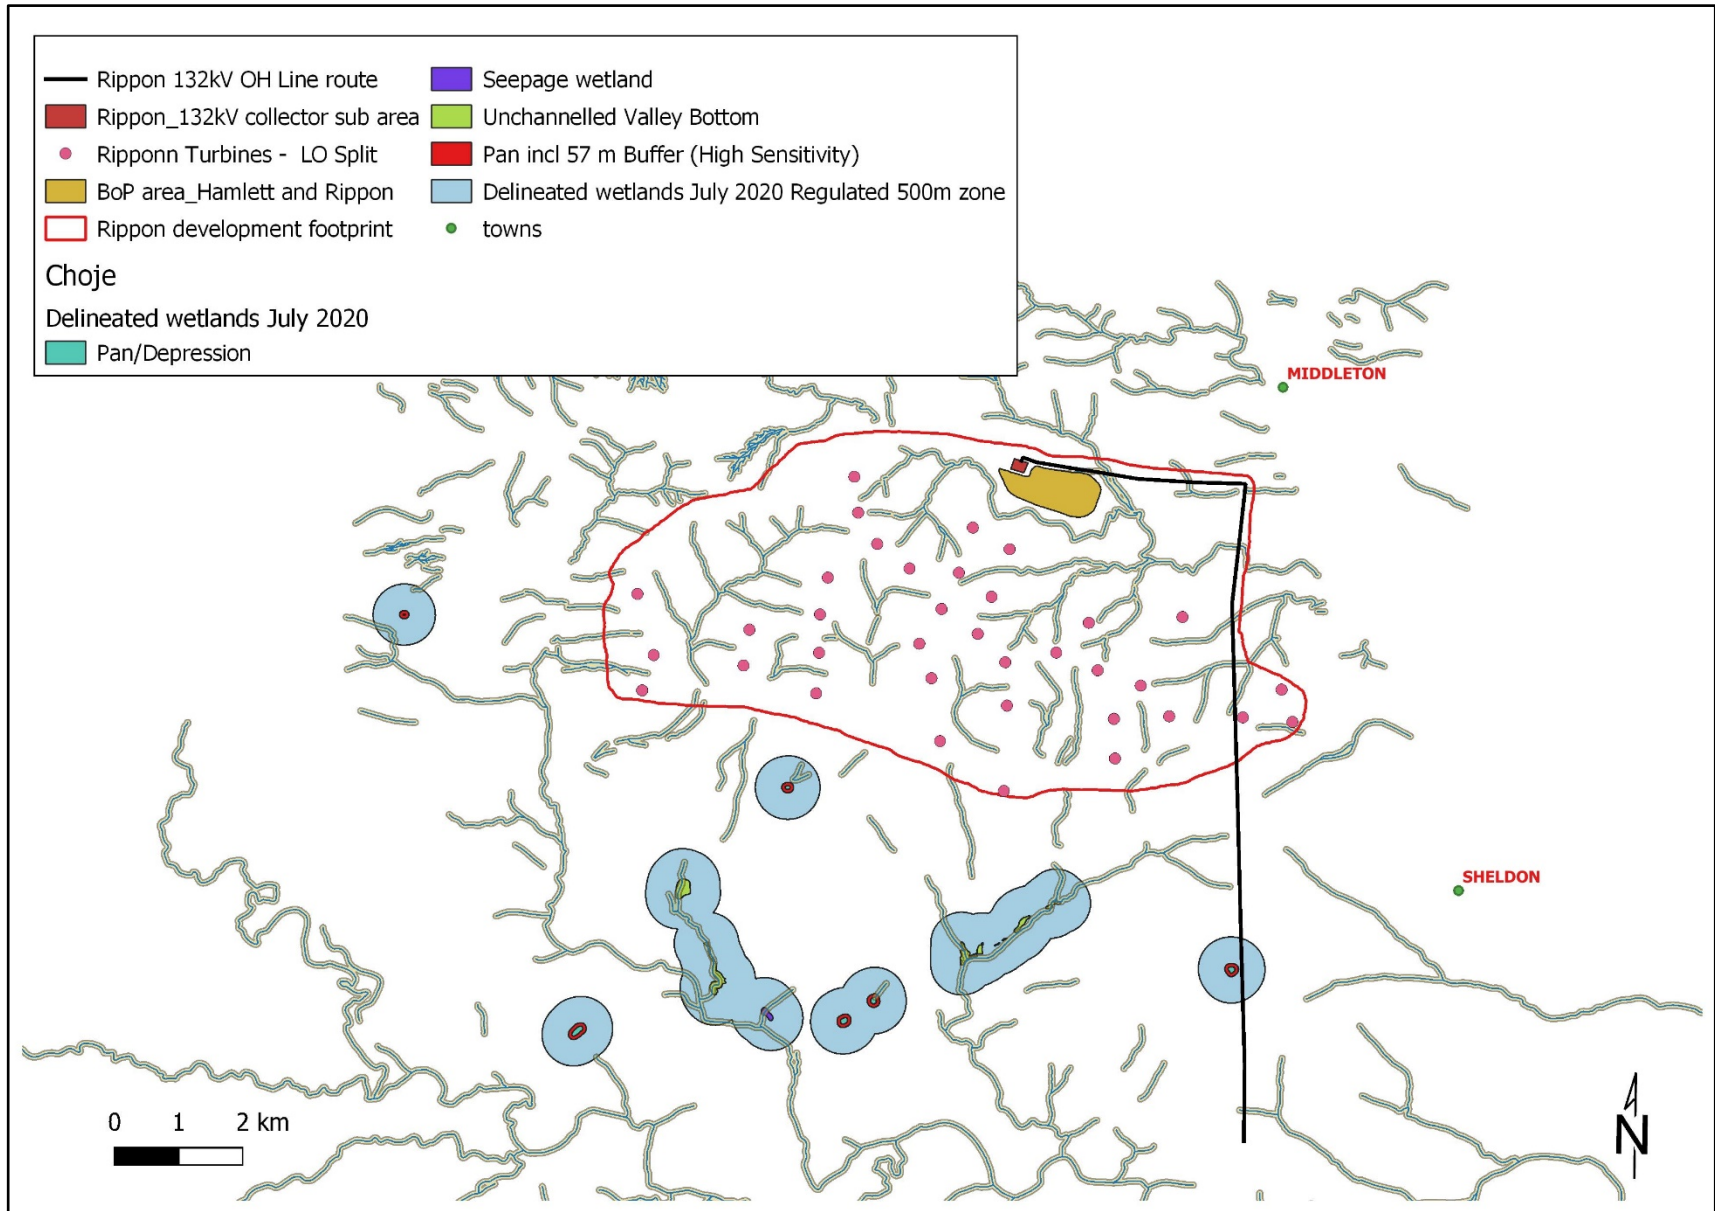 Rippon 132kV OH Line route
Rippon_132kV collector sub area
Ripponn Turbines - LO Split
BoP area_Hamlett and Rippon
Rippon development footprint
Choje
Delineated wetlands July 2020
Pan/Depression
Seepage wetland
Unchannelled Valley Bottom
Pan incl 57 m Buffer (High Sensitivity)
Delineated wetlands July 2020 Regulated 500m zone
towns
MIDDLETON
SHELDON
0 1 2 km
N